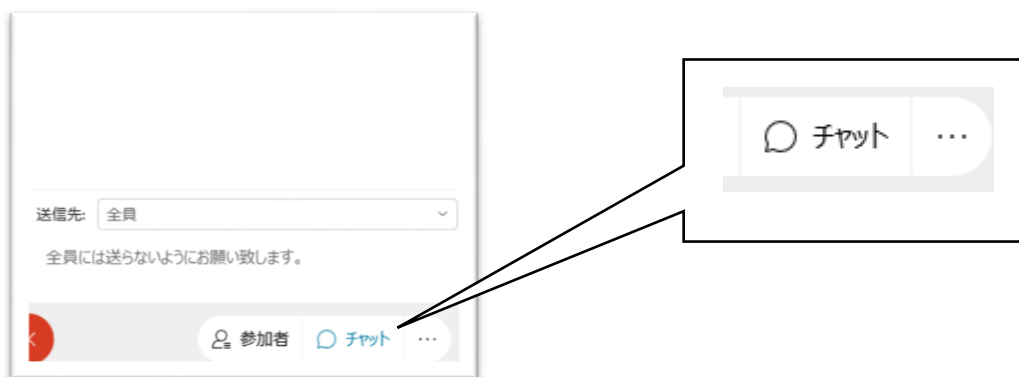 送信先: 全員
全員には送らないようにお願い致します。
参加者 チャット …
チャット …